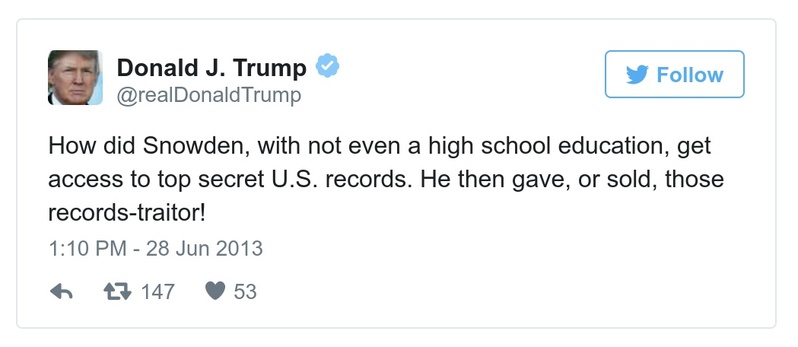 Donald J. Trump
@realDonaldTrump
Follow
How did Snowden, with not even a high school education, get
access to top secret U.S. records. He then gave, or sold, those
records-traitor!
1:10 PM - 28 Jun 2013
147 53